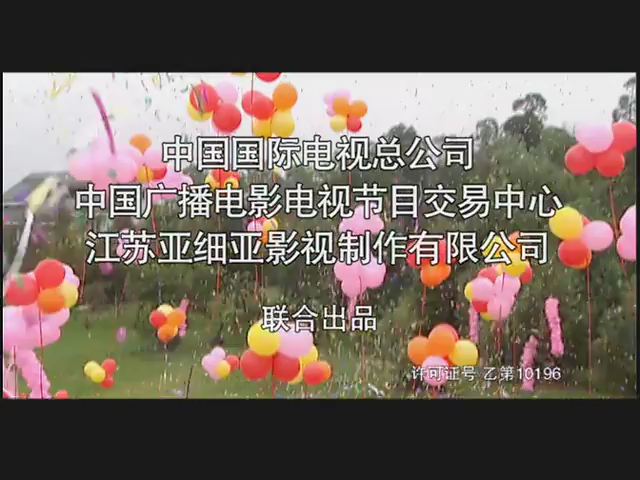 中国国际电视总公司
中国广播电影电视节目交易中心
江苏亚细亚影视制作有限公司
联合出品
许可证号 乙第10196